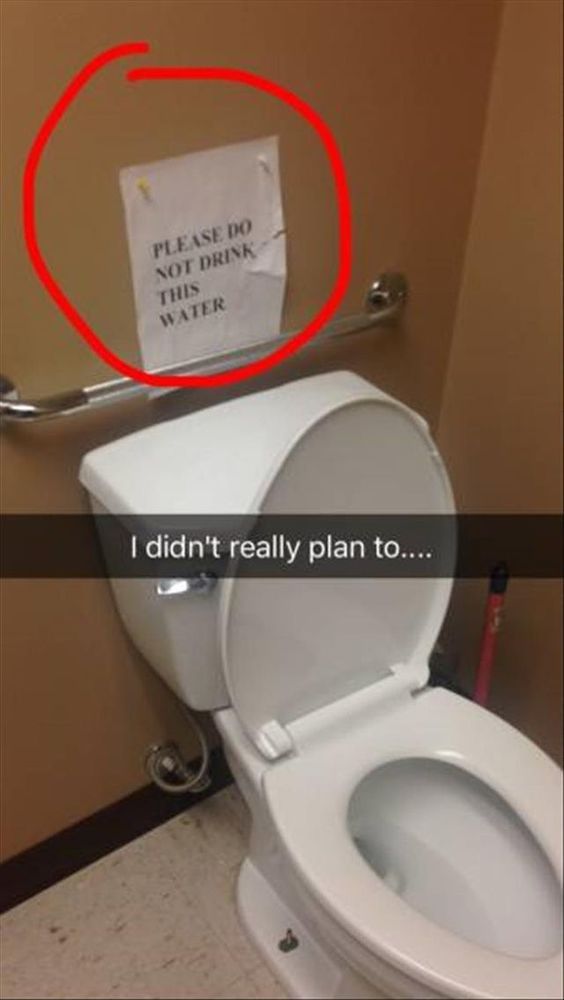 PLEASE DO
NOT DRINK
THIS
WATER
I didn't really plan to....